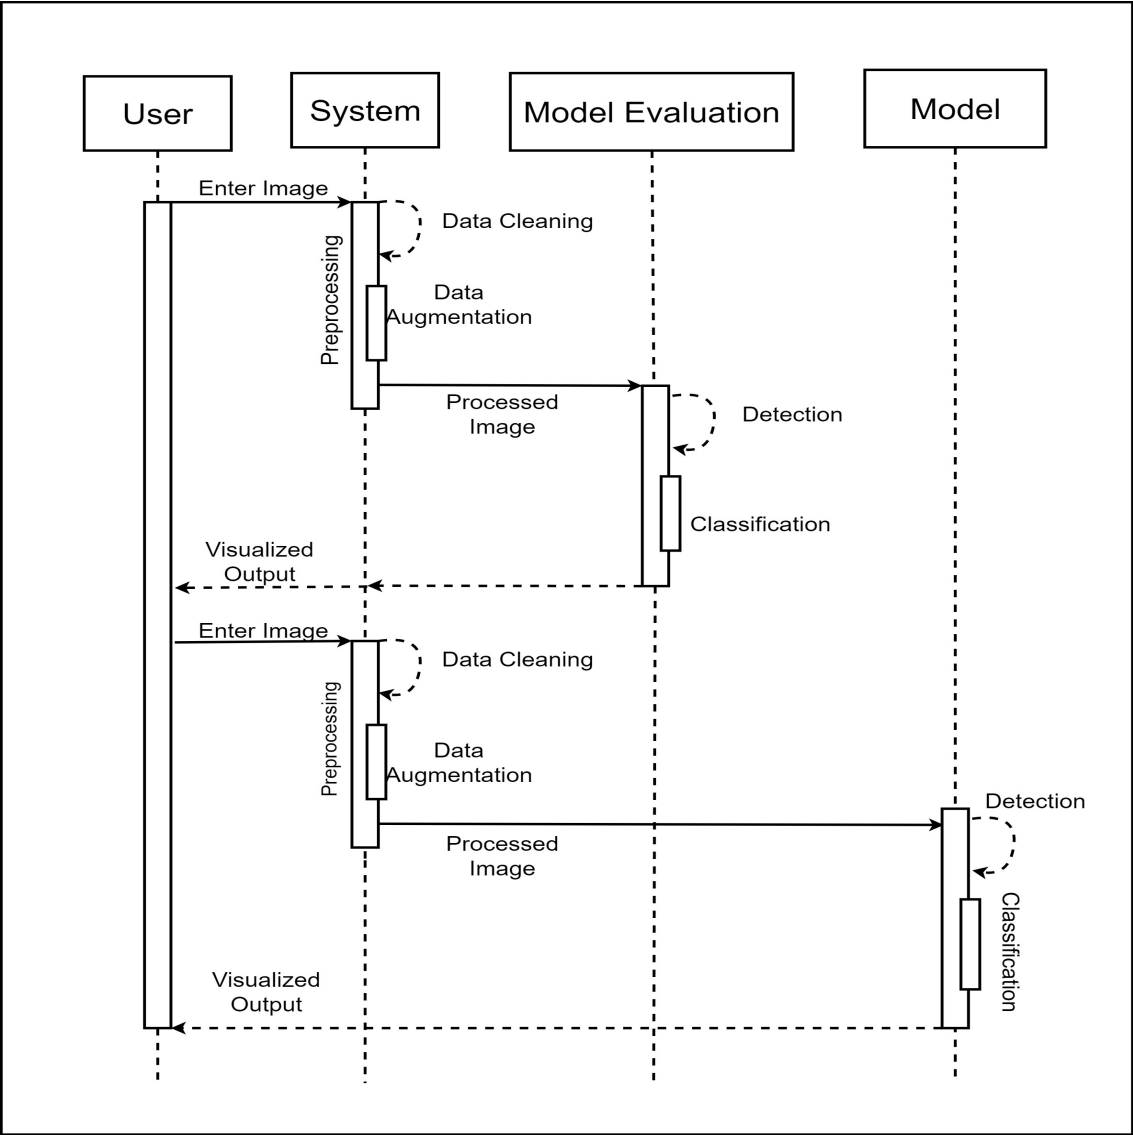 User
System
Model Evaluation
Model
Enter Image
Data Cleaning
Preprocessing
Data
Augmentation
Processed
Image
Detection
Classification
Visualized
Output
Enter Image
Data Cleaning
Preprocessing
Data
Augmentation
Processed
Image
Detection
Classification
Visualized
Output